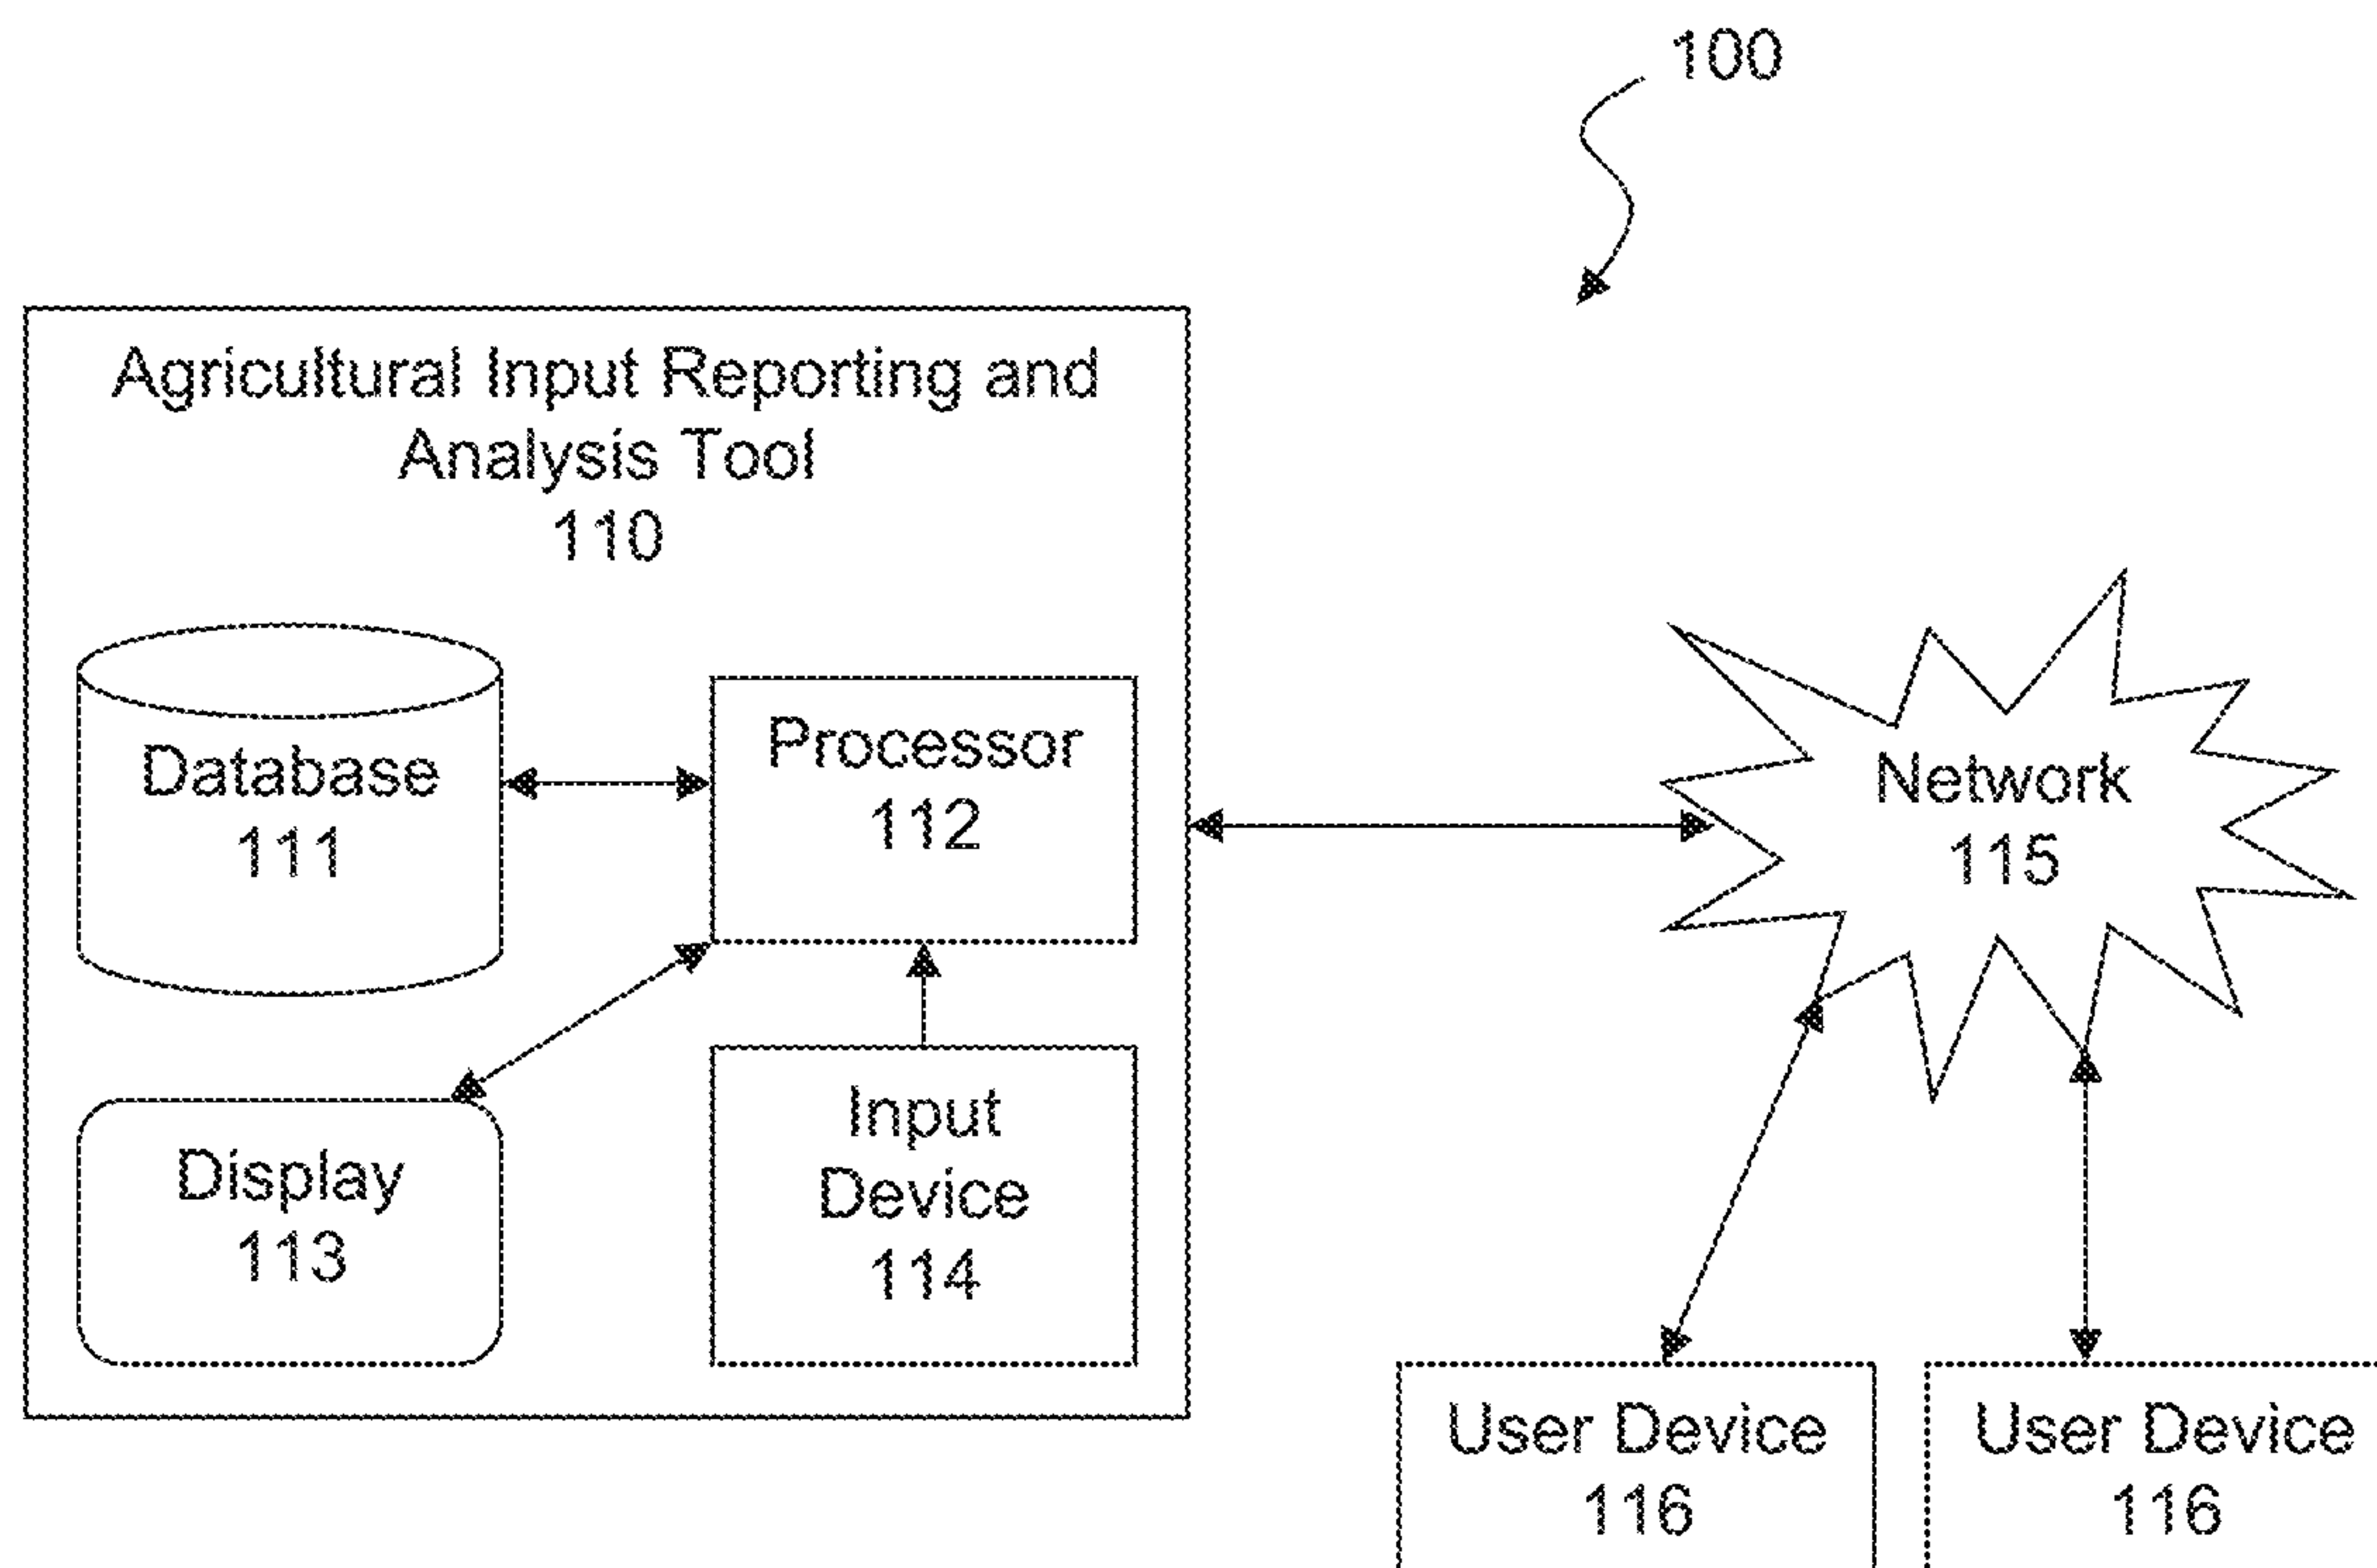 100
Agricultural Input Reporting and
Analysis Tool
110
Database
111
Processor
112
Display
113
Input
Device
114
Network
115
User Device
116
User Device
116